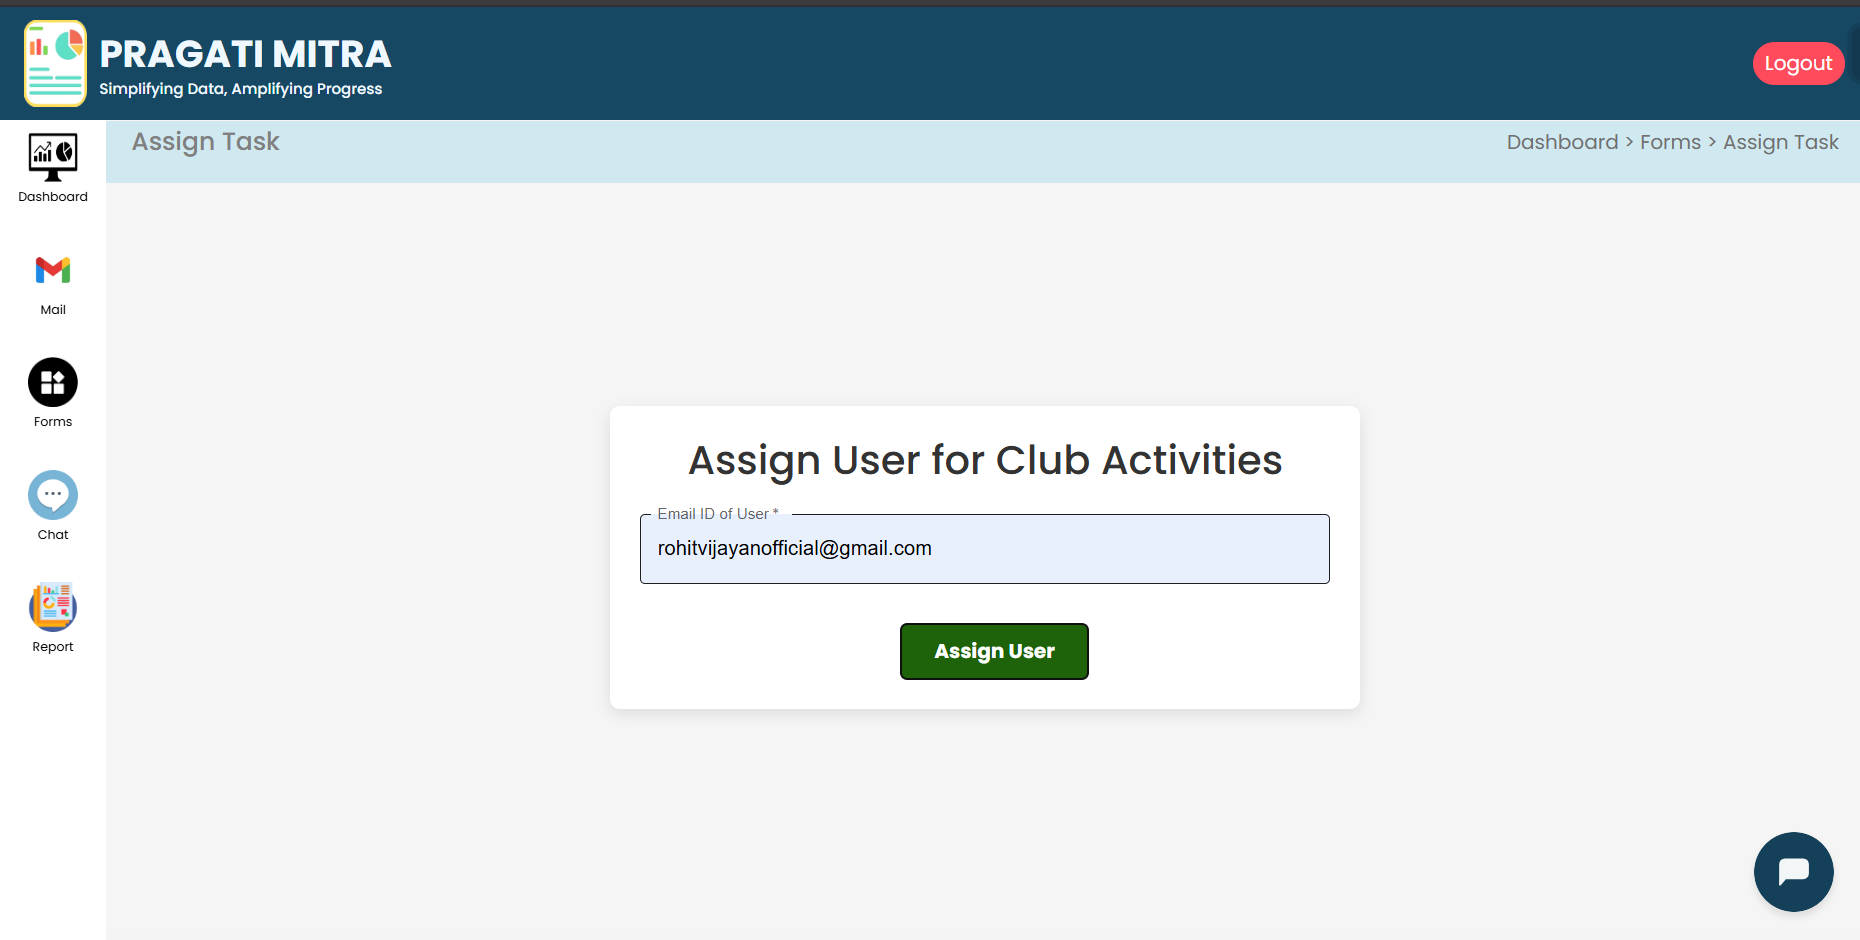 PRAGATI MITRA
Simplifying Data, Amplifying Progress
Logout
Assign Task
Dashboard > Forms > Assign Task
Dashboard
Mail
Forms
Chat
Report
Assign User for Club Activities
Email ID of User *
rohitvijayanofficial@gmail.com
Assign User